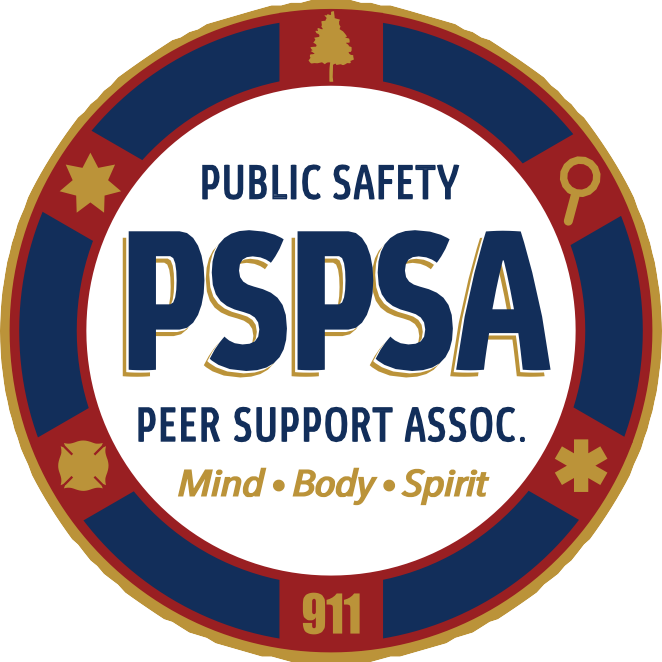 PUBLIC SAFETY
PSPSA
PEER SUPPORT ASSOC.
Mind • Body • Spirit
911